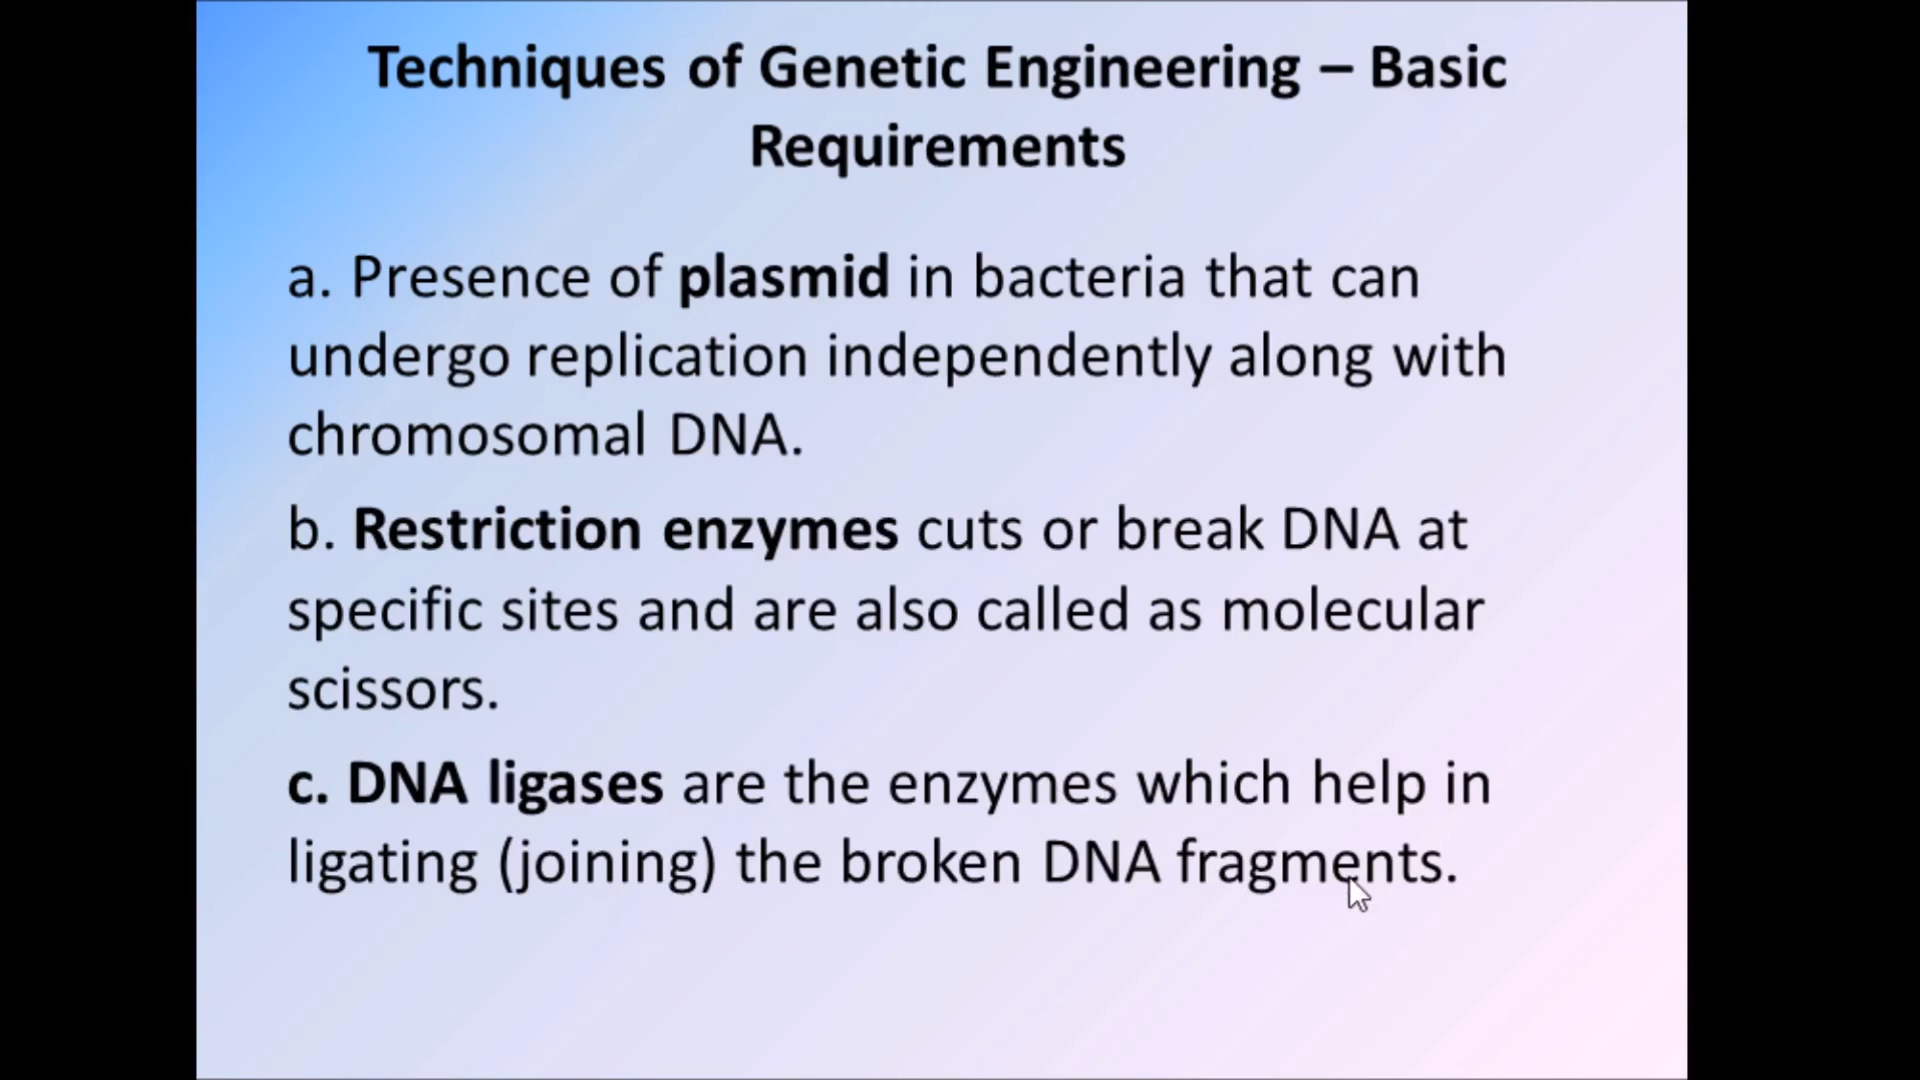 Techniques of Genetic Engineering – Basic
Requirements
a. Presence of plasmid in bacteria that can
undergo replication independently along with
chromosomal DNA.
b. Restriction enzymes cuts or break DNA at
specific sites and are also called as molecular
scissors.
c. DNA ligases are the enzymes which help in
ligating (joining) the broken DNA fragments.